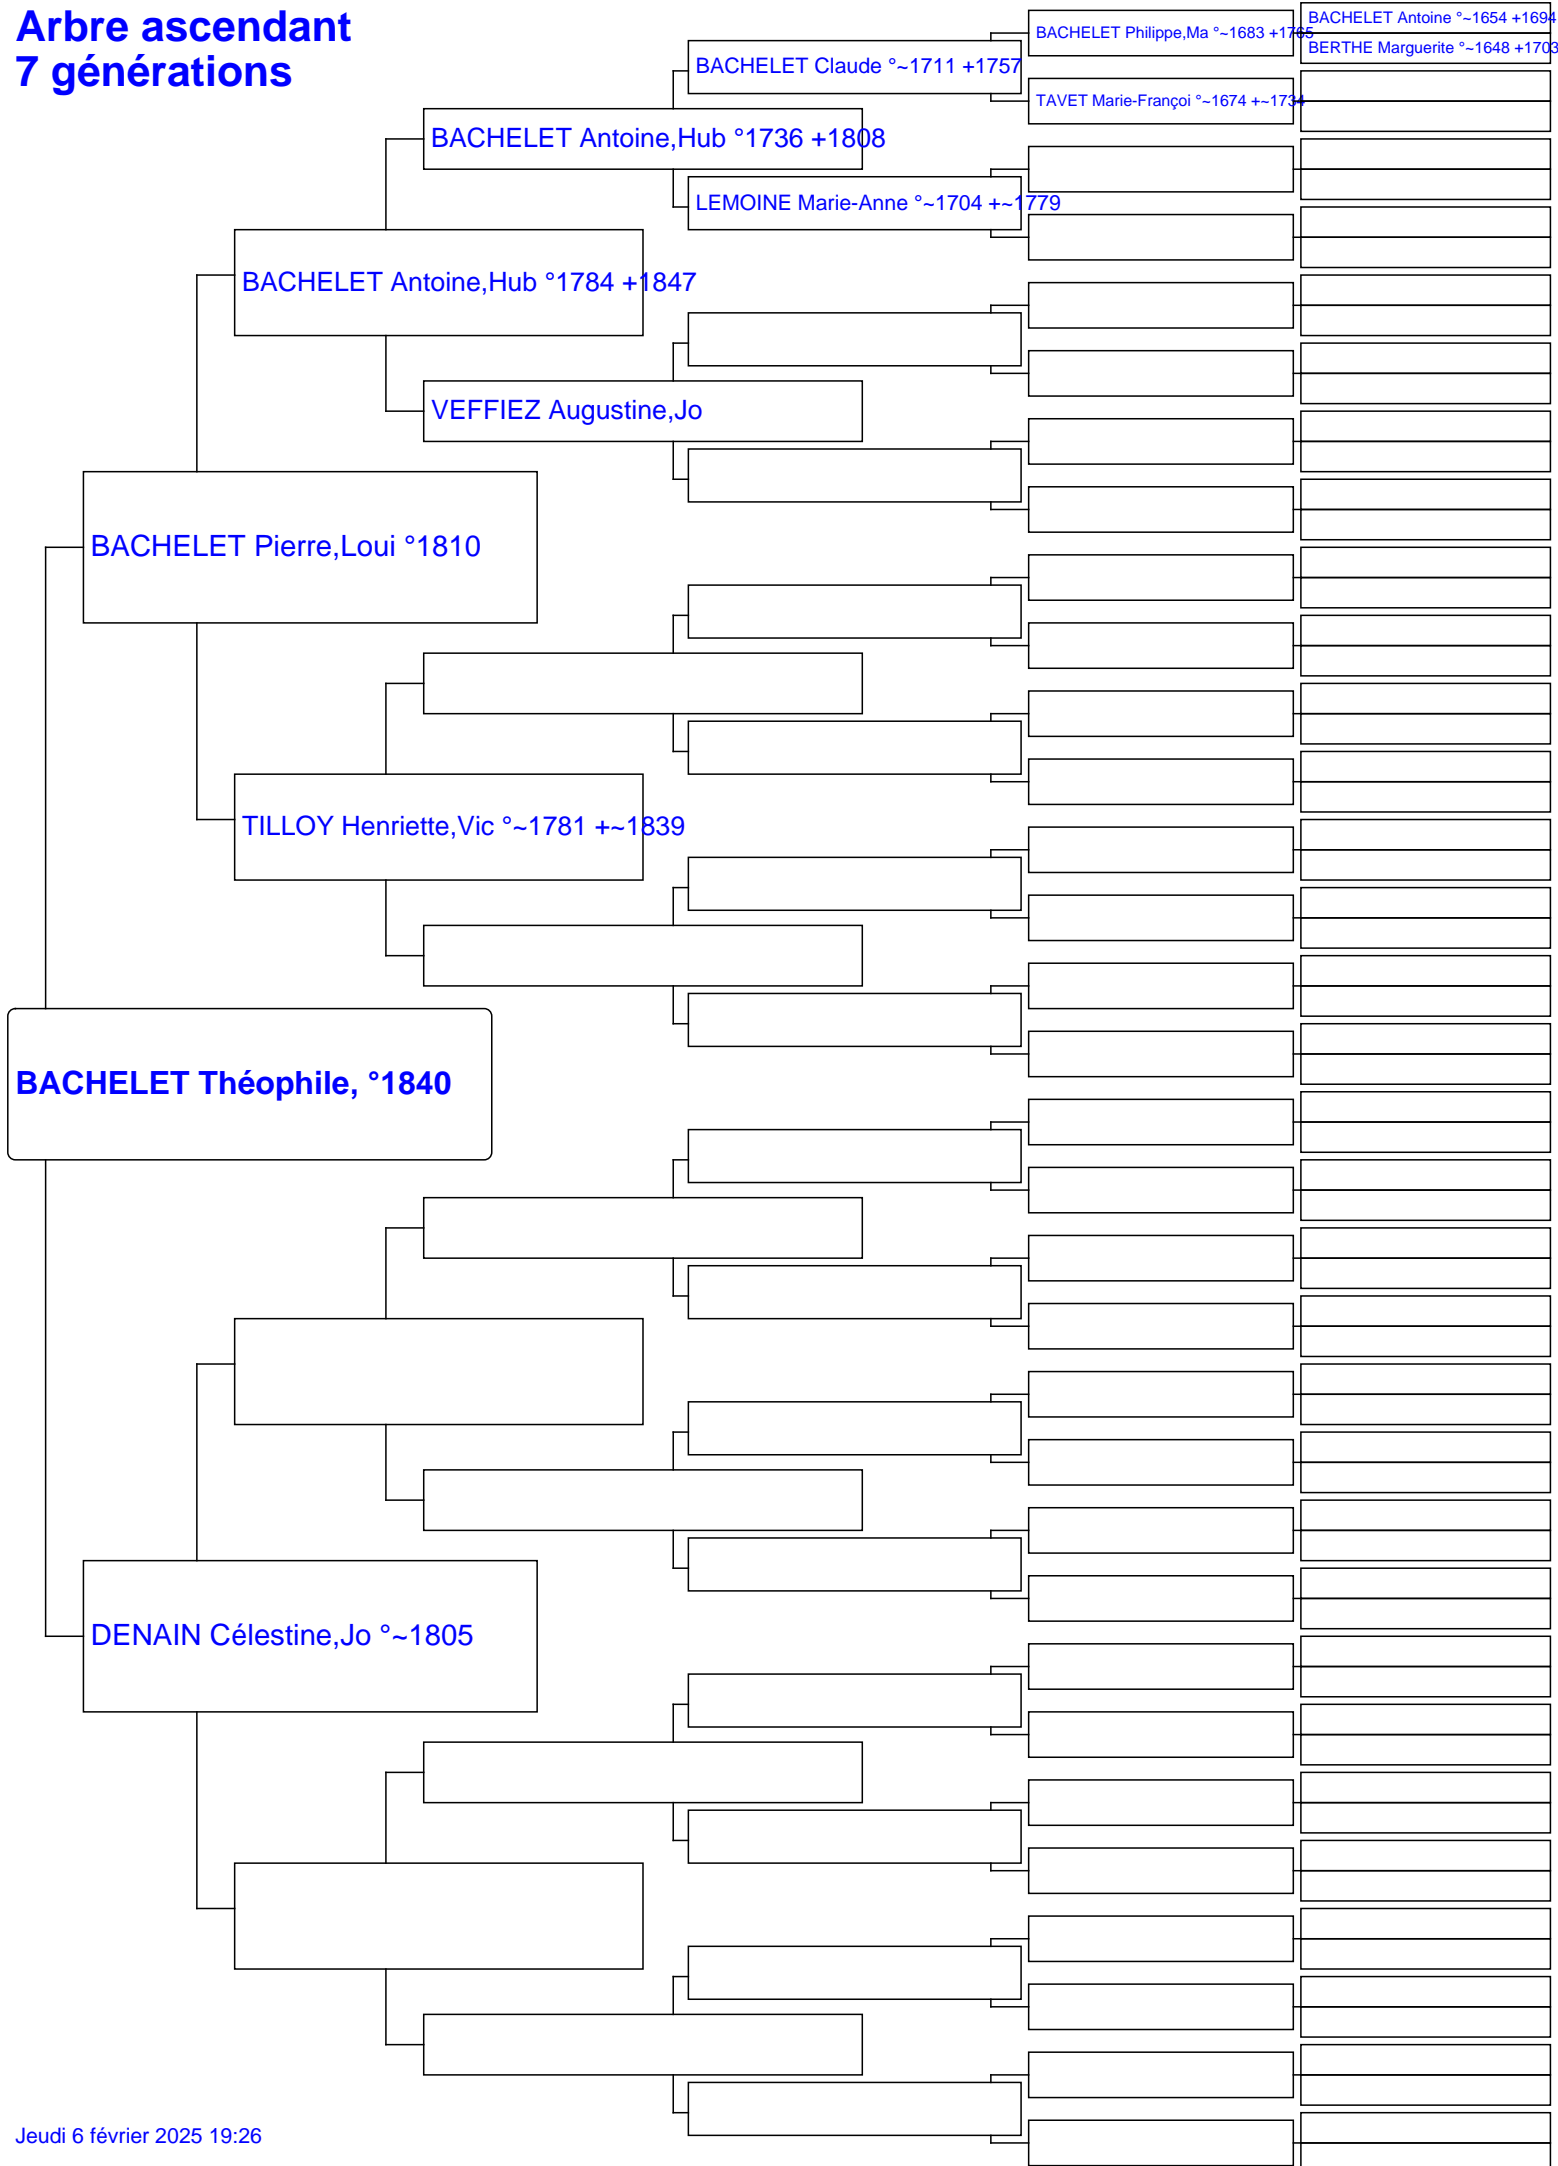 Arbre ascendant
7 générations
BACHELET Antoine °~1654 +1694
BACHELET Philippe,Ma °~1683 +1765
BERTHE Marguerite °~1648 +1703
BACHELET Claude °~1711 +1757
TAVET Marie-Françoi °~1674 +~1734
BACHELET Antoine,Hub °1736 +1808
LEMOINE Marie-Anne °~1704 +~1779
BACHELET Antoine,Hub °1784 +1847
VEFFIEZ Augustine,Jo
BACHELET Pierre,Loui °1810
TILLOY Henriette,Vic °~1781 +~1839
BACHELET Théophile, °1840
DENAIN Célestine,Jo °~1805
Jeudi 6 février 2025 19:26